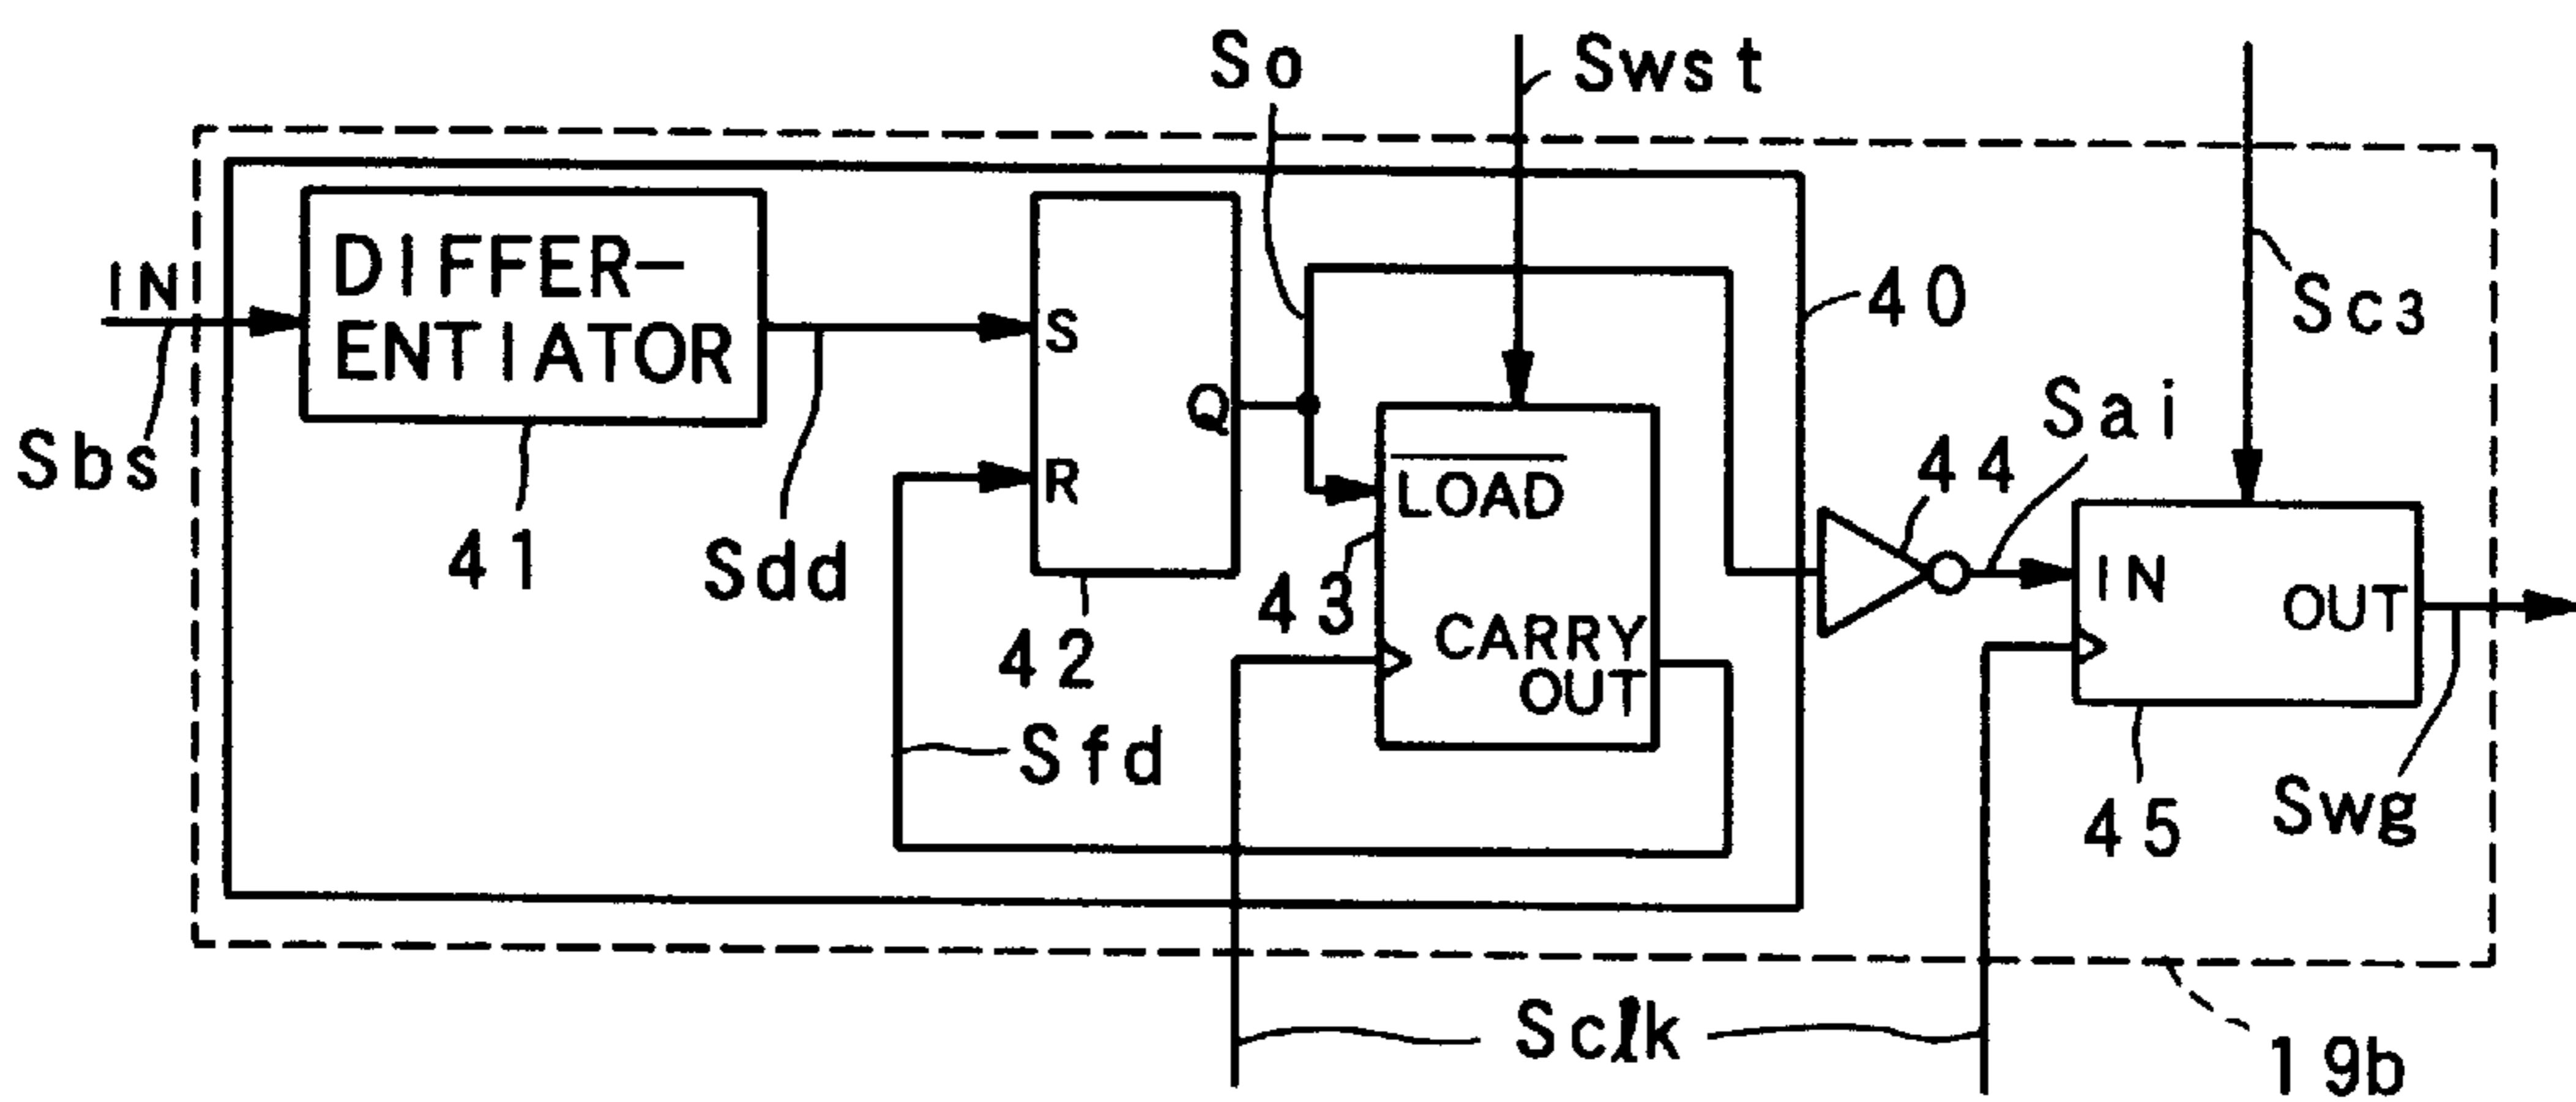 So
Swst
IN
DIFFER-
ENTIATOR
S
Q
R
Sbs
41
Sdd
42
LOAD
43
CARRY
OUT
Sfd
40
Sc3
Sai
44
IN
OUT
45
Swg
Sclk
19b